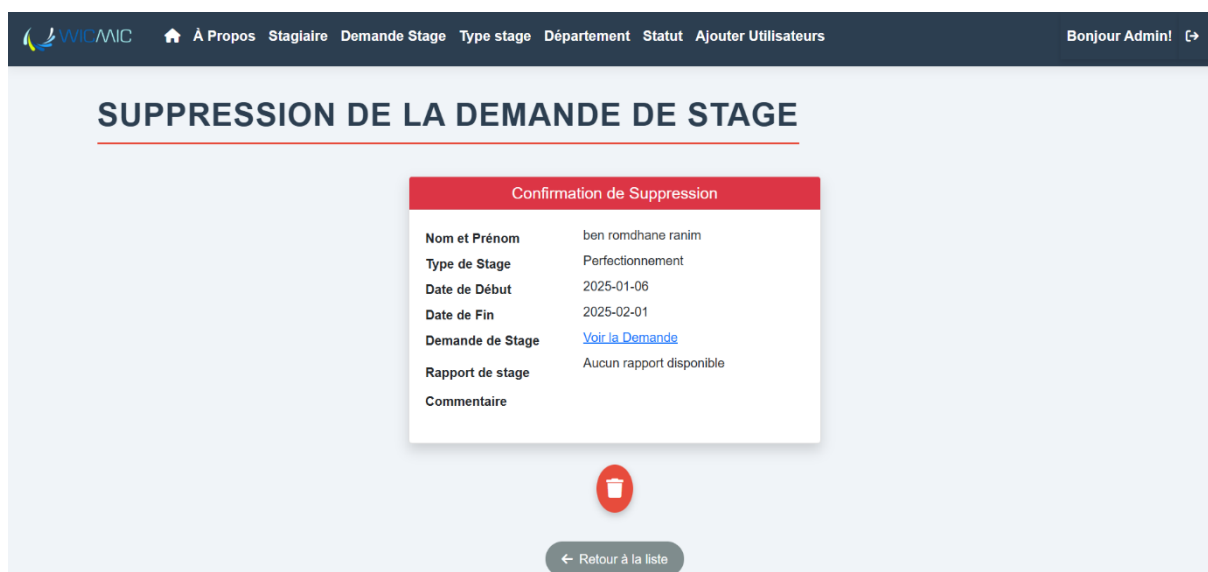 WICMIC À Propos Stagiaire Demande Stage Type stage Département Statut Ajouter Utilisateurs Bonjour Admin!
SUPPRESSION DE LA DEMANDE DE STAGE
Confirmation de Suppression
Nom et Prénom ben romdhane ranim
Type de Stage Perfectionnement
Date de Début 2025-01-06
Date de Fin 2025-02-01
Demande de Stage Voir la Demande
Rapport de stage Aucun rapport disponible
Commentaire
← Retour à la liste